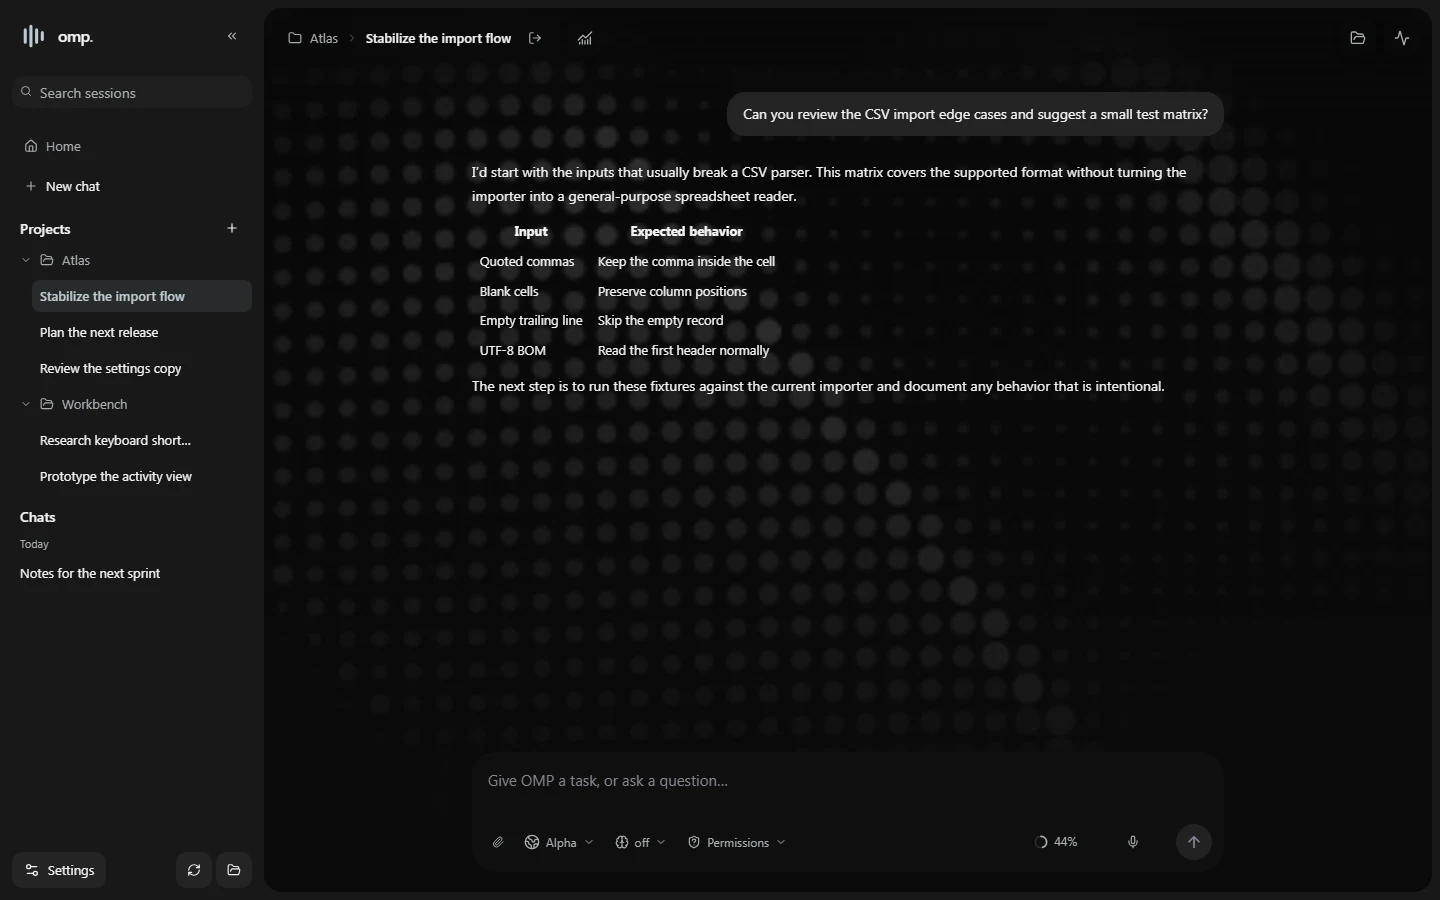 omp.
Search sessions
Home
New chat
Projects
Atlas
Stabilize the import flow
Plan the next release
Review the settings copy
Workbench
Research keyboard short...
Prototype the activity view
Chats
Today
Notes for the next sprint
Settings
Atlas > Stabilize the import flow
Can you review the CSV import edge cases and suggest a small test matrix?
I'd start with the inputs that usually break a CSV parser. This matrix covers the supported format without turning the
importer into a general-purpose spreadsheet reader.
Input Expected behavior
Quoted commas Keep the comma inside the cell
Blank cells Preserve column positions
Empty trailing line Skip the empty record
UTF-8 BOM Read the first header normally
The next step is to run these fixtures against the current importer and document any behavior that is intentional.
Give OMP a task, or ask a question...
Alpha off Permissions 44%